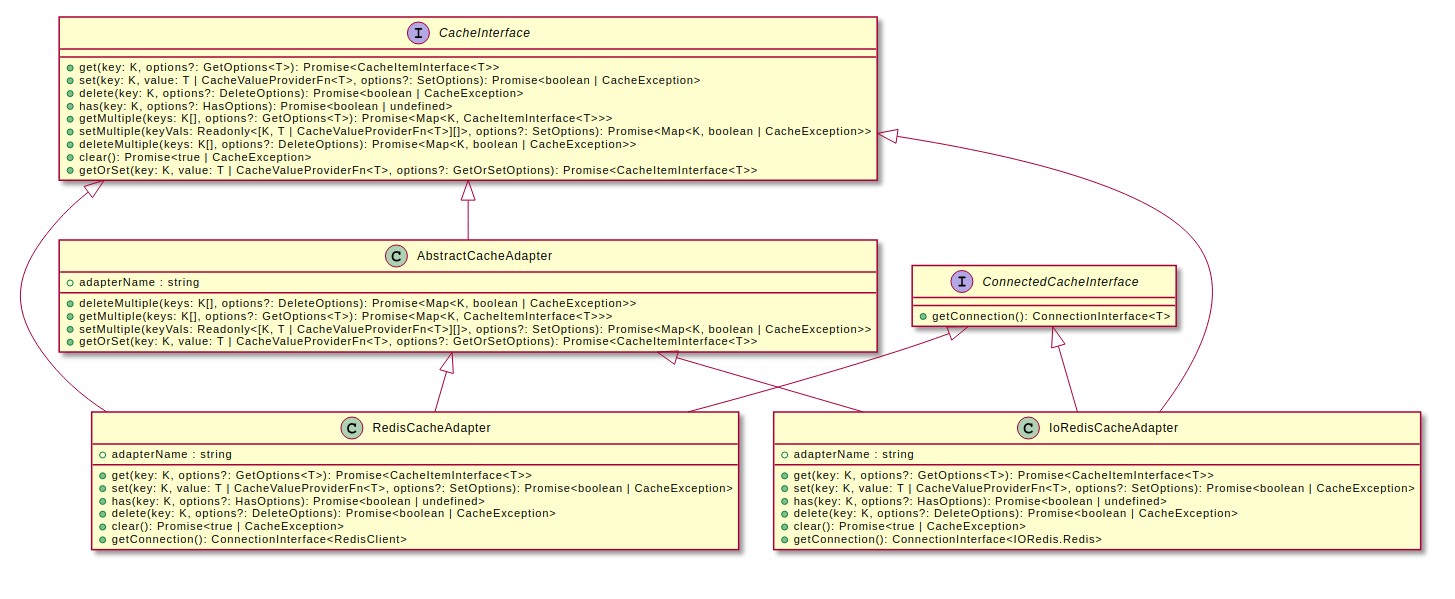 I CacheInterface
get(key: K, options?: GetOptions<T>): Promise<CacheItemInterface<T>>
set(key: K, value: T | CacheValueProviderFn<T>, options?: SetOptions): Promise<boolean | CacheException>
delete(key: K, options?: DeleteOptions): Promise<boolean | CacheException>
has(key: K, options?: HasOptions): Promise<boolean | undefined>
getMultiple(keys: K[], options?: GetOptions<T>): Promise<Map<K, CacheItemInterface<T>>>
setMultiple(keyVals: Readonly<[K, T | CacheValueProviderFn<T>][]>, options?: SetOptions): Promise<Map<K, boolean | CacheException>>
deleteMultiple(keys: K[], options?: DeleteOptions): Promise<Map<K, boolean | CacheException>>
clear(): Promise<true | CacheException>
getOrSet(key: K, value: T | CacheValueProviderFn<T>, options?: GetOrSetOptions): Promise<CacheItemInterface<T>>
C AbstractCacheAdapter
adapterName : string
deleteMultiple(keys: K[], options?: DeleteOptions): Promise<Map<K, boolean | CacheException>>
getMultiple(keys: K[], options?: GetOptions<T>): Promise<Map<K, CacheItemInterface<T>>>
setMultiple(keyVals: Readonly<[K, T | CacheValueProviderFn<T>][]>, options?: SetOptions): Promise<Map<K, boolean | CacheException>>
getOrSet(key: K, value: T | CacheValueProviderFn<T>, options?: GetOrSetOptions): Promise<CacheItemInterface<T>>
I ConnectedCacheInterface
getConnection(): ConnectionInterface<T>
C RedisCacheAdapter
adapterName : string
get(key: K, options?: GetOptions<T>): Promise<CacheItemInterface<T>>
set(key: K, value: T | CacheValueProviderFn<T>, options?: SetOptions): Promise<boolean | CacheException>
has(key: K, options?: HasOptions): Promise<boolean | undefined>
delete(key: K, options?: DeleteOptions): Promise<boolean | CacheException>
clear(): Promise<true | CacheException>
getConnection(): ConnectionInterface<RedisClient>
C IoRedisCacheAdapter
adapterName : string
get(key: K, options?: GetOptions<T>): Promise<CacheItemInterface<T>>
set(key: K, value: T | CacheValueProviderFn<T>, options?: SetOptions): Promise<boolean | CacheException>
has(key: K, options?: HasOptions): Promise<boolean | undefined>
delete(key: K, options?: DeleteOptions): Promise<boolean | CacheException>
clear(): Promise<true | CacheException>
getConnection(): ConnectionInterface<IORedis.Redis>